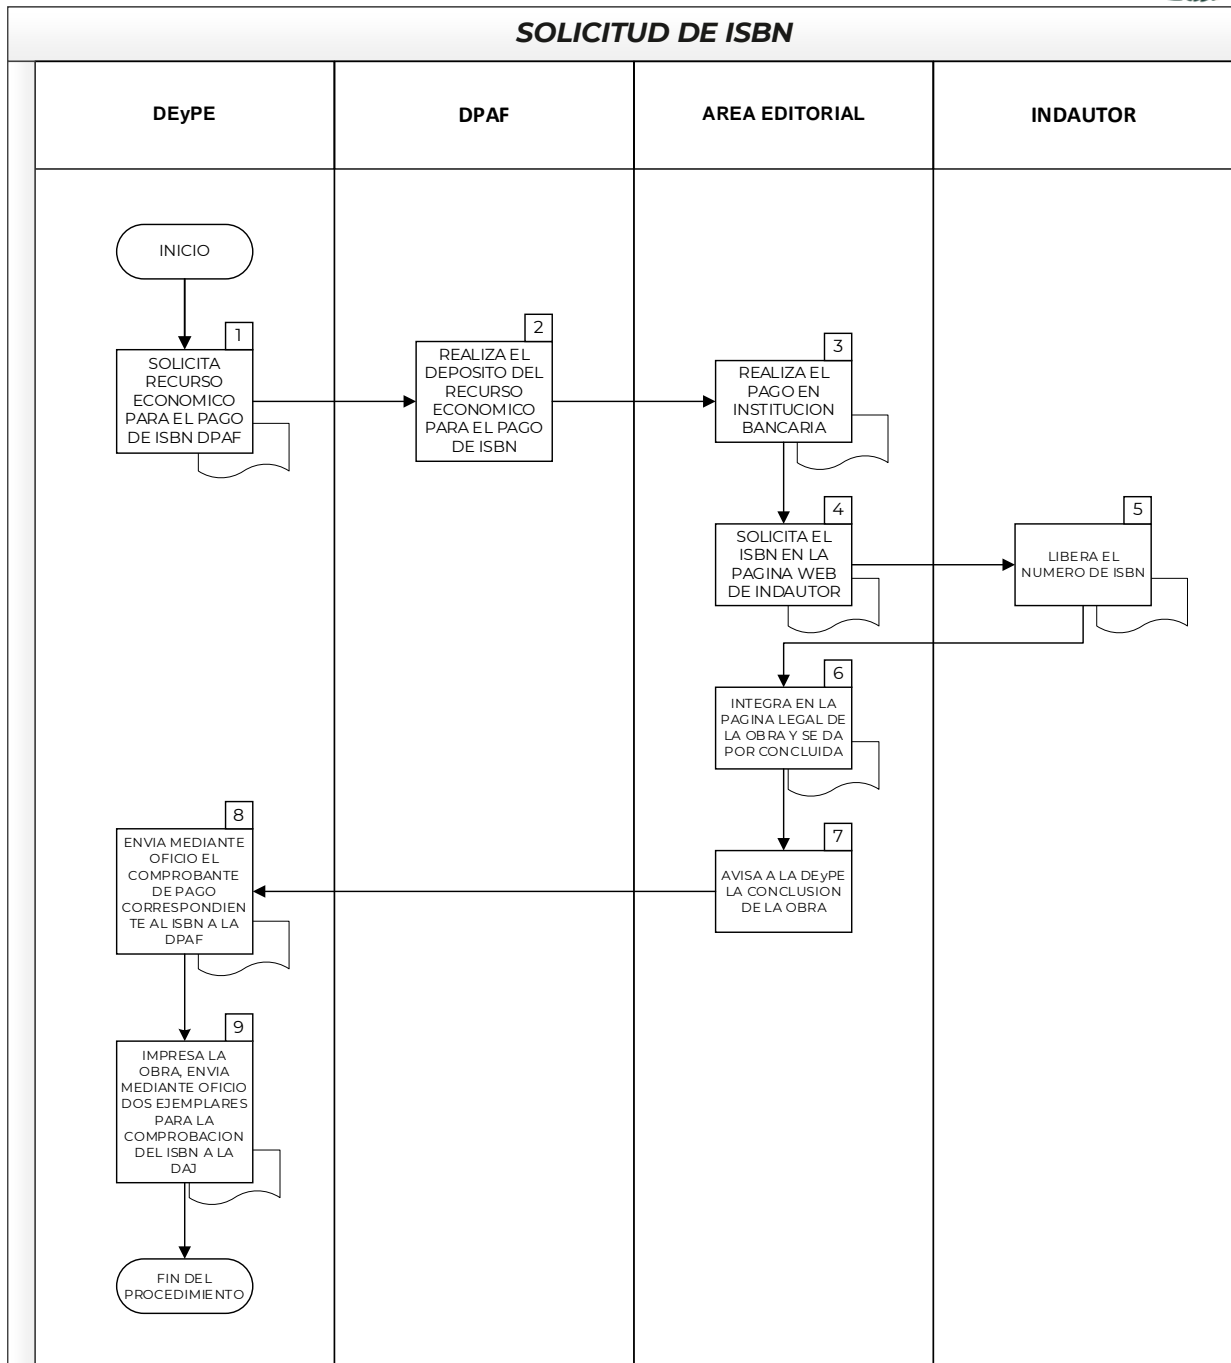 SOLICITUD DE ISBN
DEyPE
DPAF
AREA EDITORIAL
INDAUTOR
INICIO
1
SOLICITA
RECURSO
ECONOMICO
PARA EL PAGO
DE ISBN DPAF
2
REALIZA EL
DEPOSITO DEL
RECURSO
ECONOMICO
PARA EL PAGO
DE ISBN
3
REALIZA EL
PAGO EN
INSTITUCION
BANCARIA
4
SOLICITA EL
ISBN EN LA
PAGINA WEB
DE INDAUTOR
5
LIBERA EL
NUMERO DE ISBN
6
INTEGRA EN LA
PAGINA LEGAL DE
LA OBRA Y SE DA
POR CONCLUIDA
7
AVISA A LA DEyPE
LA CONCLUSION
DE LA OBRA
8
ENVIA MEDIANTE
OFICIO EL
COMPROBANTE
DE PAGO
CORRESPONDIEN
TE AL ISBN A LA
DPAF
9
IMPRESA LA
OBRA, ENVIA
MEDIANTE OFICIO
DOS EJEMPLARES
PARA LA
COMPROBACION
DEL ISBN A LA
DAJ
FIN DEL
PROCEDIMIENTO